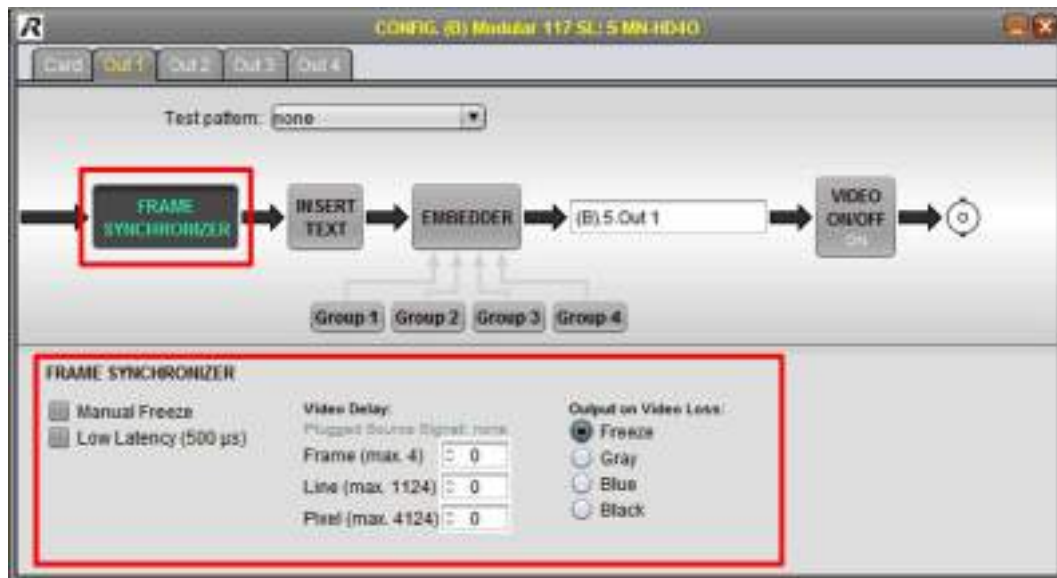 R
CONFIG. (B) Modular 117 SL: 5 MN-HD4O
Card Out 1 Out 2 Out 3 Out 4
Test pattern: none
FRAME
SYNCHRONIZER
INSERT
TEXT
EMBEDDER
(B).5.Out 1
VIDEO
ON/OFF
ON
Group 1 Group 2 Group 3 Group 4
FRAME SYNCHRONIZER
Manual Freeze
Low Latency (500 µs)
Video Delay:
Plugged Source Signal: none
Frame (max. 4) 0
Line (max. 1124) 0
Pixel (max. 4124) 0
Output on Video Loss:
Freeze
Gray
Blue
Black